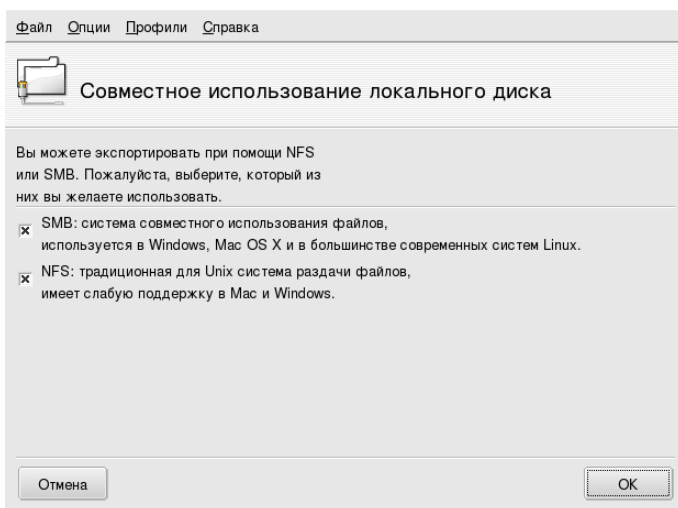 Файл Опции Профили Справка
Совместное использование локального диска
Вы можете экспортировать при помощи NFS
или SMB. Пожалуйста, выберите, который из
них вы желаете использовать.
SMB: система совместного использования файлов,
используется в Windows, Mac OS X и в большинстве современных систем Linux.
NFS: традиционная для Unix система раздачи файлов,
имеет слабую поддержку в Mac и Windows.
Отмена OK